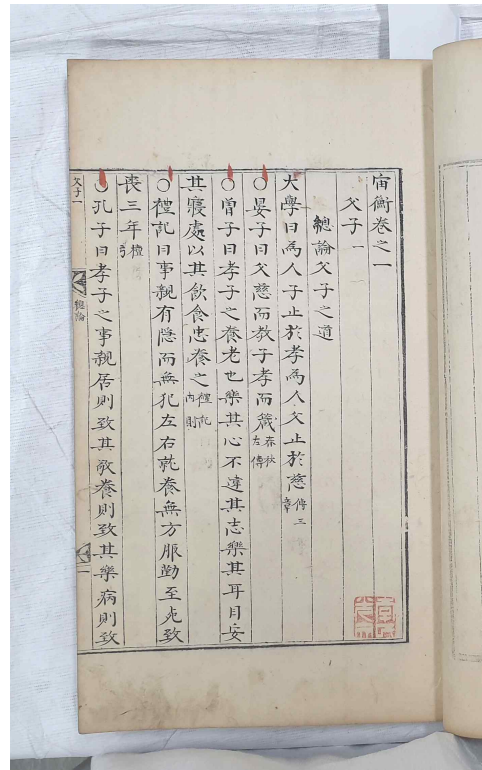 宙衡卷之一
父子一
總論父子之道
大學曰爲人子止於孝爲人父止於慈傳三章
○晏子曰父慈而教子孝而箴春秋左傳
○曾子曰孝子之養老也樂其心不違其志樂其耳目安
其寢處以其飲食忠養之禮記內則
○禮記曰事親有隐而無犯左右就養無方服勤至死致
喪三年檀弓
○孔子曰孝子之事親居則致其敬養則致其樂病則致
父子一
總論
一